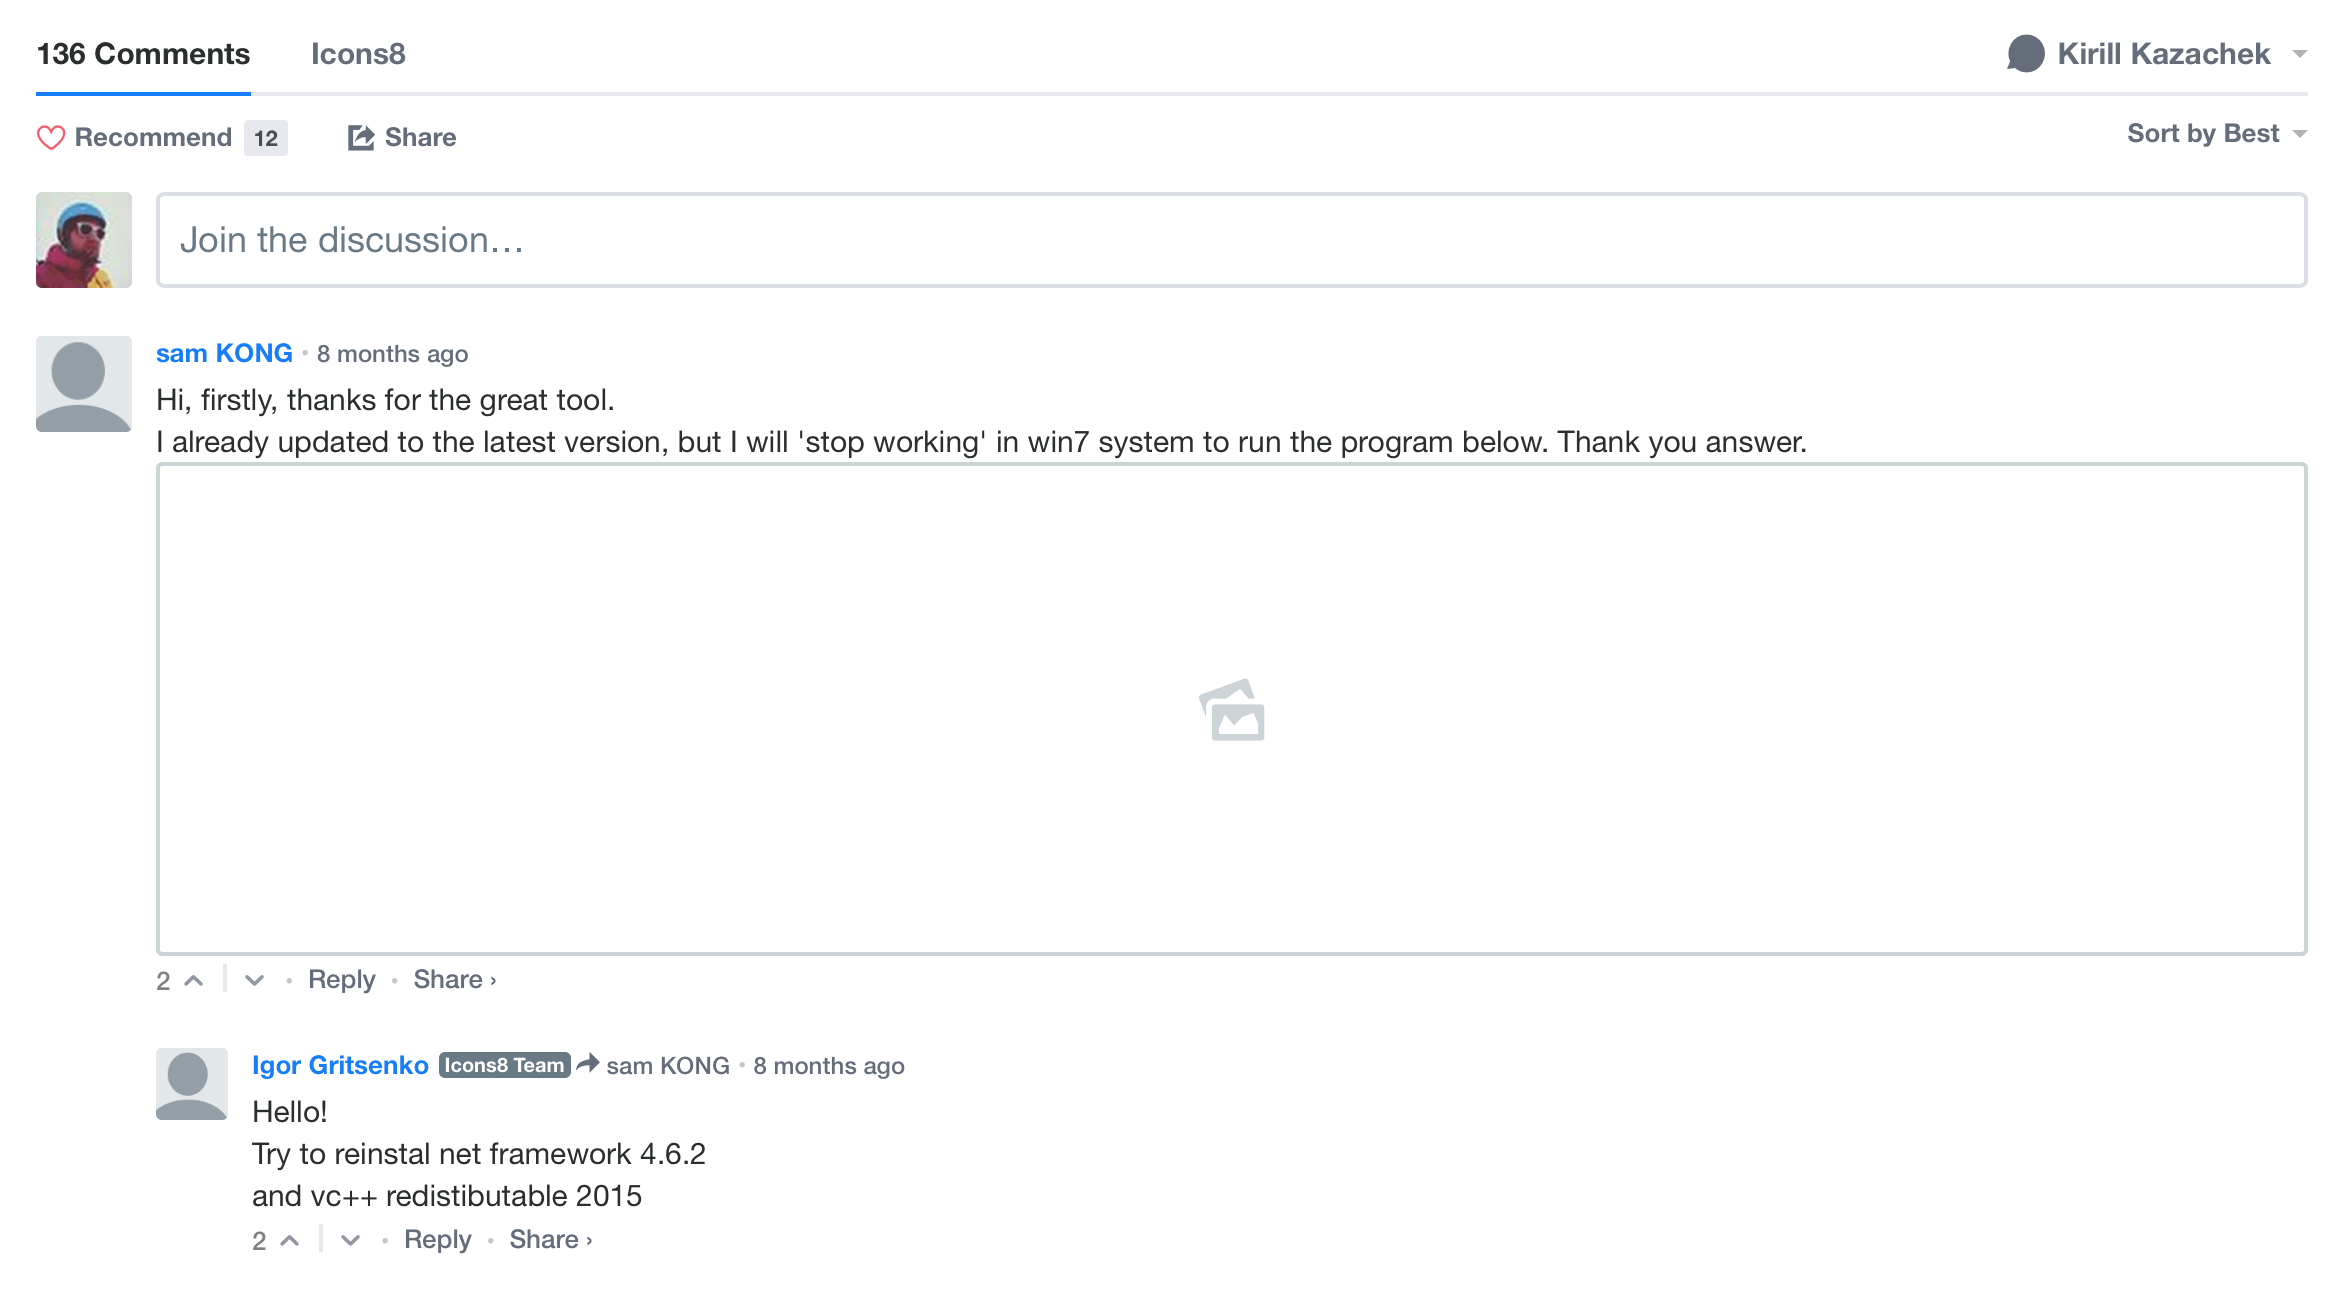 136 Comments Icons8 Kirill Kazachek
Recommend 12 Share Sort by Best
Join the discussion…
sam KONG • 8 months ago
Hi, firstly, thanks for the great tool.
I already updated to the latest version, but I will 'stop working' in win7 system to run the program below. Thank you answer.
2 • Reply • Share ›
Igor Gritsenko Icons8 Team sam KONG • 8 months ago
Hello!
Try to reinstal net framework 4.6.2
and vc++ redistibutable 2015
2 • Reply • Share ›